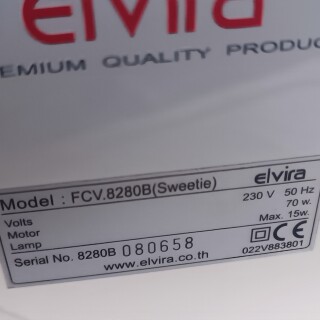 elvira
EMIUM QUALITY PRODUC
Model : FCV.8280B(Sweetie) elvira
Volts 230 V 50 Hz
Motor 70 w.
Lamp Max. 15w.
Serial No. 8280B 080658 CE
www.elvira.co.th 022V883801